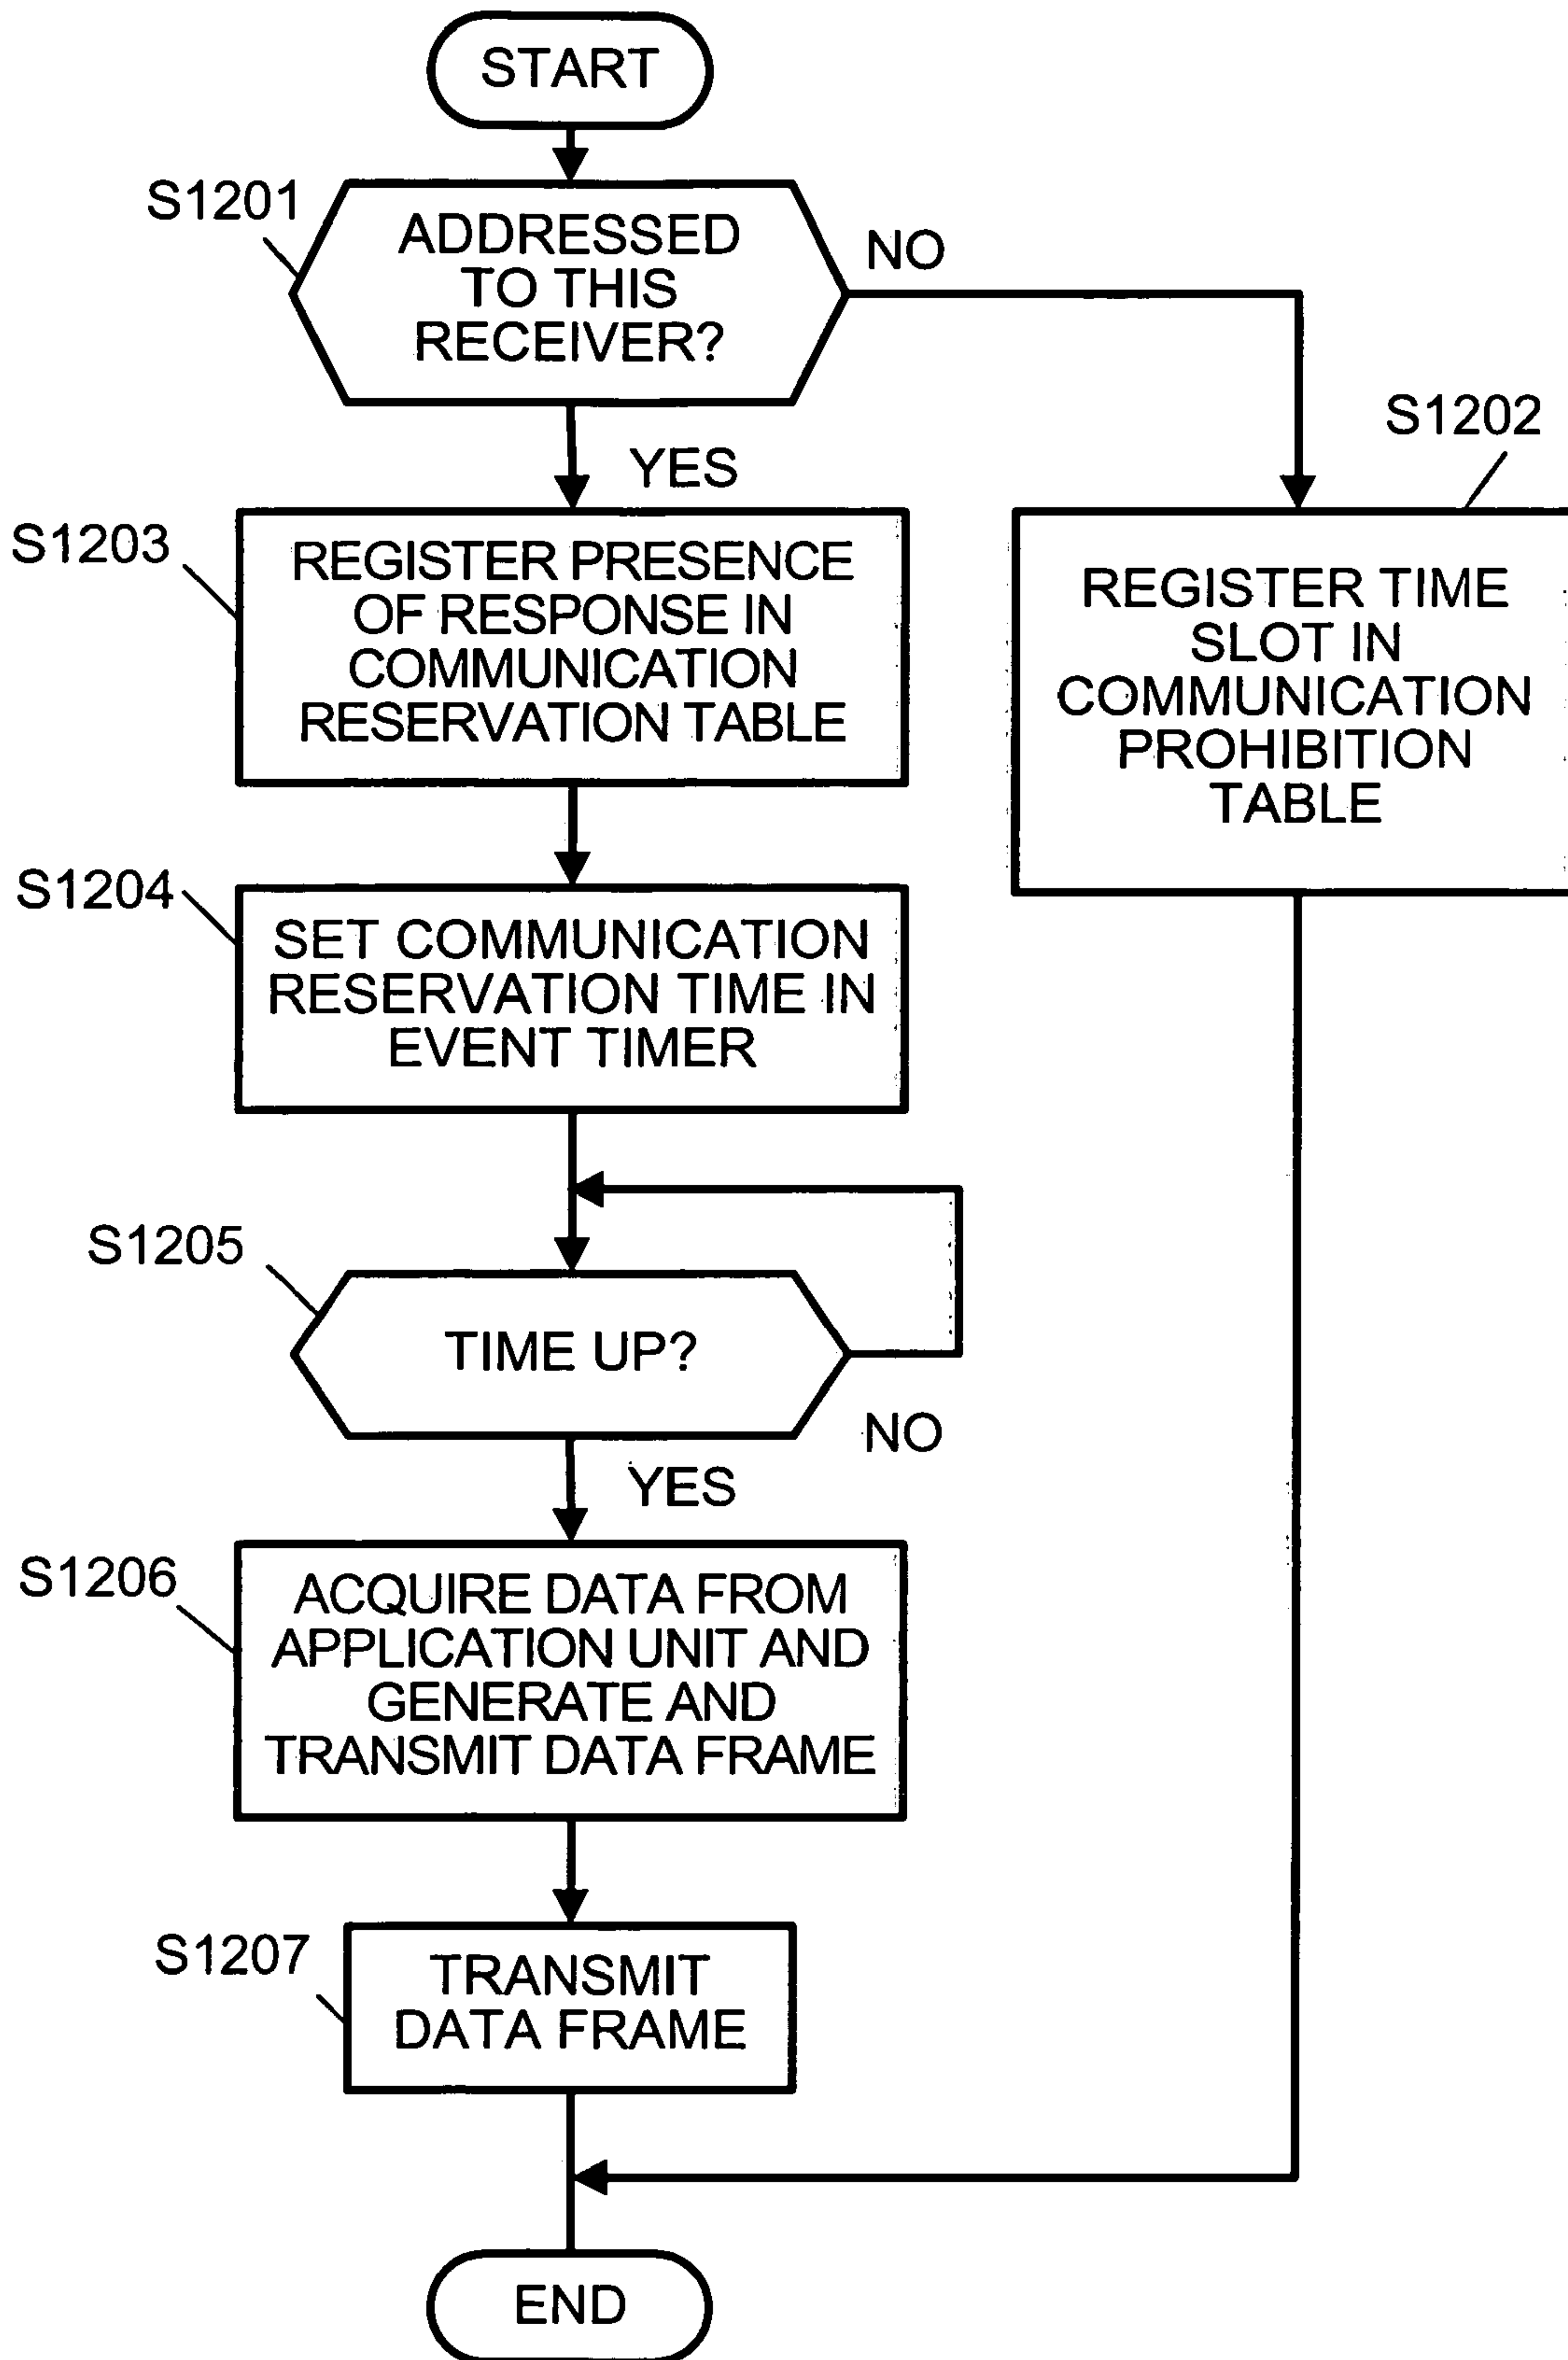 START
S1201
ADDRESSED
TO THIS
RECEIVER?
NO
YES
S1202
REGISTER TIME
SLOT IN
COMMUNICATION
PROHIBITION
TABLE
S1203
REGISTER PRESENCE
OF RESPONSE IN
COMMUNICATION
RESERVATION TABLE
S1204
SET COMMUNICATION
RESERVATION TIME IN
EVENT TIMER
S1205
TIME UP?
NO
YES
S1206
ACQUIRE DATA FROM
APPLICATION UNIT AND
GENERATE AND
TRANSMIT DATA FRAME
S1207
TRANSMIT
DATA FRAME
END